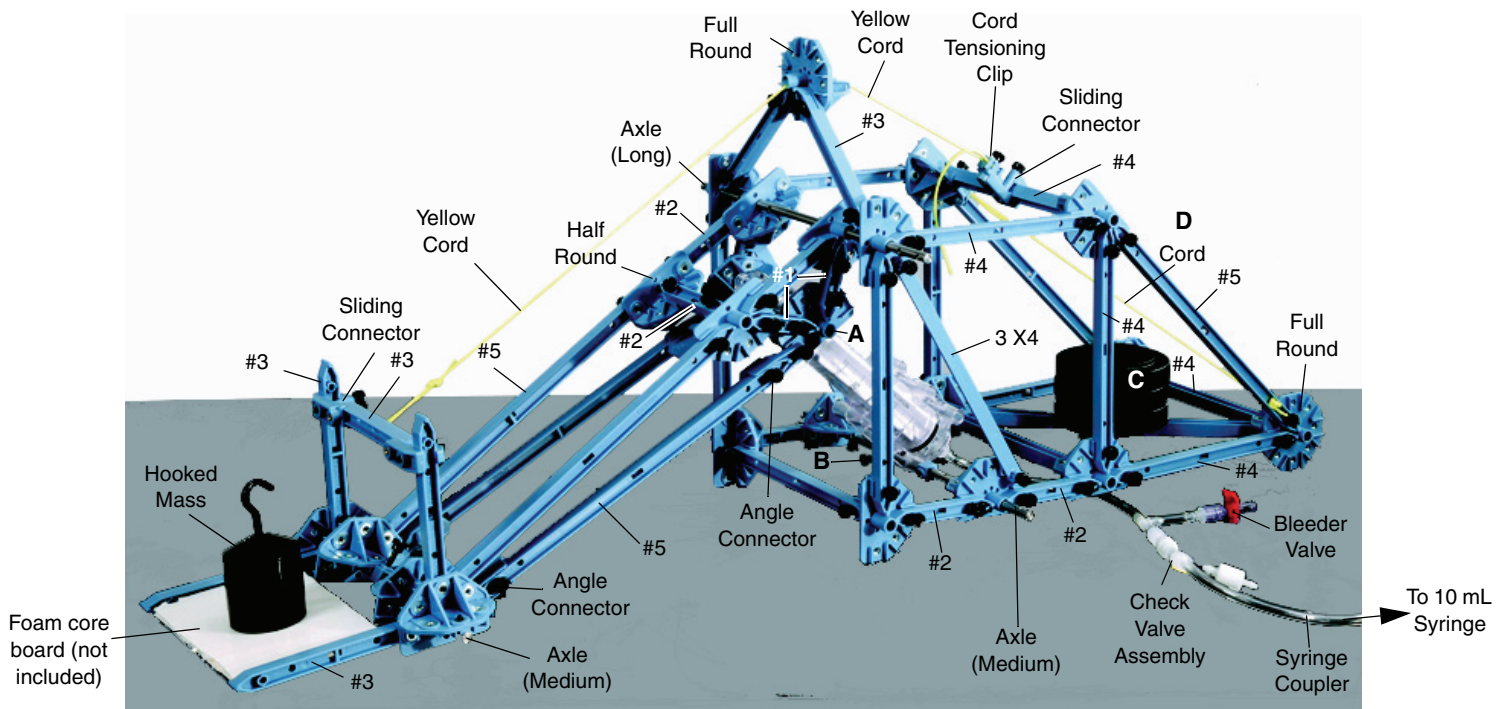 Full
Round
Yellow
Cord
Cord
Tensioning
Clip
Sliding
Connector
#3
#4
Axle
(Long)
#2
Yellow
Cord
Half
Round
#1
D
#4
Cord
#5
Sliding
Connector
#3
#3
#5
#2
A
3 X4
#4
Full
Round
C
#4
Hooked
Mass
B
Angle
Connector
#5
#4
#2
#2
Bleeder
Valve
Foam core
board (not
included)
Angle
Connector
#3
Axle
(Medium)
Axle
(Medium)
Check
Valve
Assembly
Syringe
Coupler
To 10 mL
Syringe